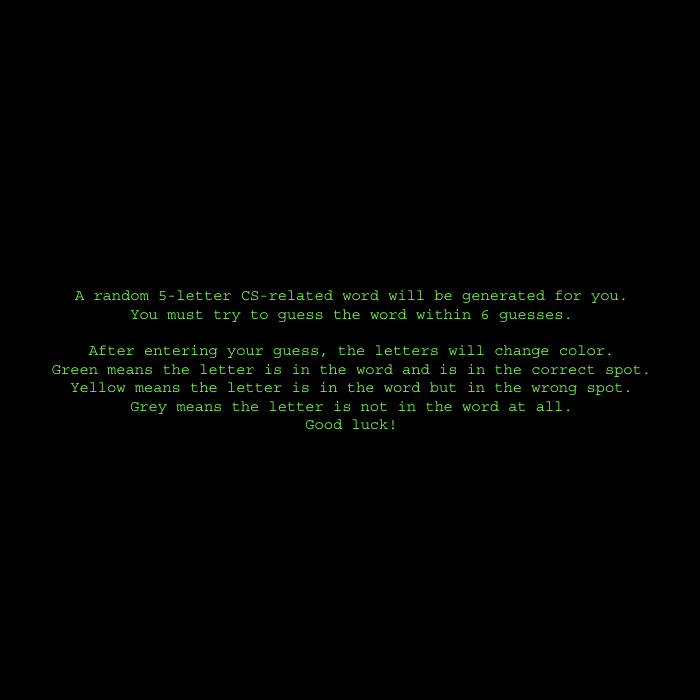 A random 5-letter CS-related word will be generated for you.
You must try to guess the word within 6 guesses.
After entering your guess, the letters will change color.
Green means the letter is in the word and is in the correct spot.
Yellow means the letter is in the word but in the wrong spot.
Grey means the letter is not in the word at all.
Good luck!